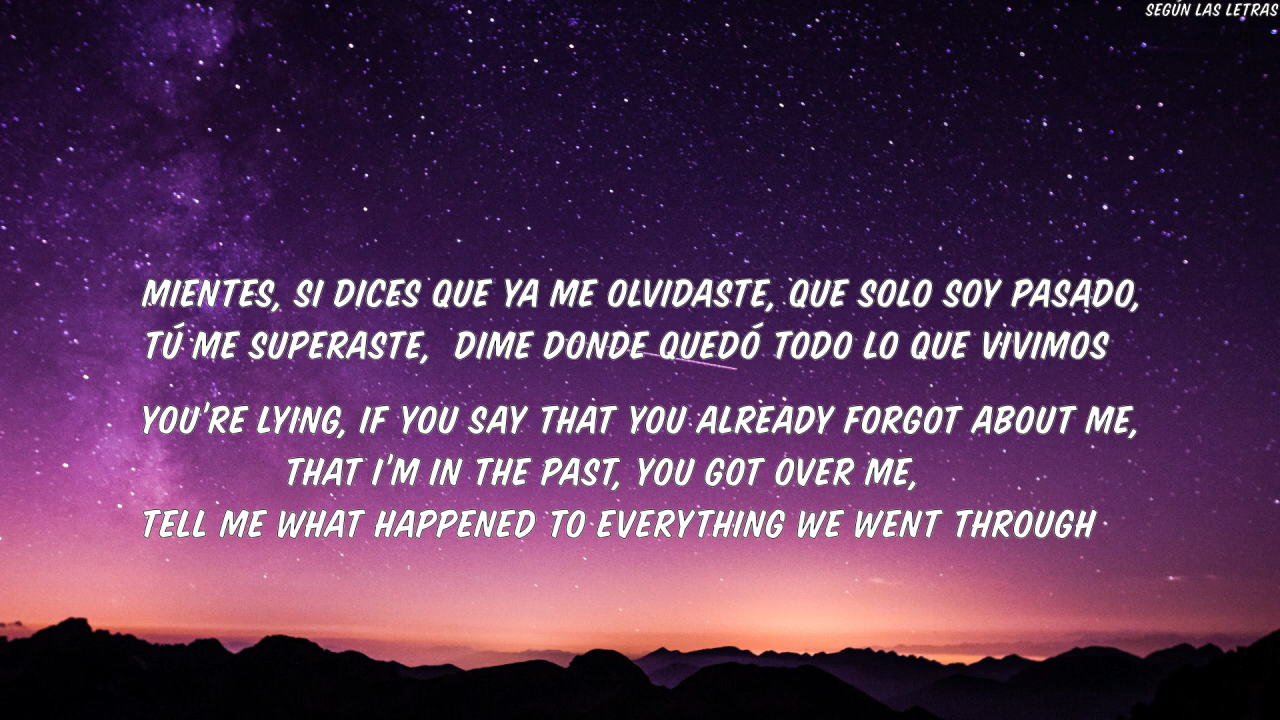 SEGÚN LAS LETRAS
MIENTES, SI DICES QUE YA ME OLVIDASTE, QUE SOLO SOY PASADO,
TÚ ME SUPERASTE, DIME DONDE QUEDÓ TODO LO QUE VIVIMOS
YOU'RE LYING, IF YOU SAY THAT YOU ALREADY FORGOT ABOUT ME,
THAT I'M IN THE PAST, YOU GOT OVER ME,
TELL ME WHAT HAPPENED TO EVERYTHING WE WENT THROUGH